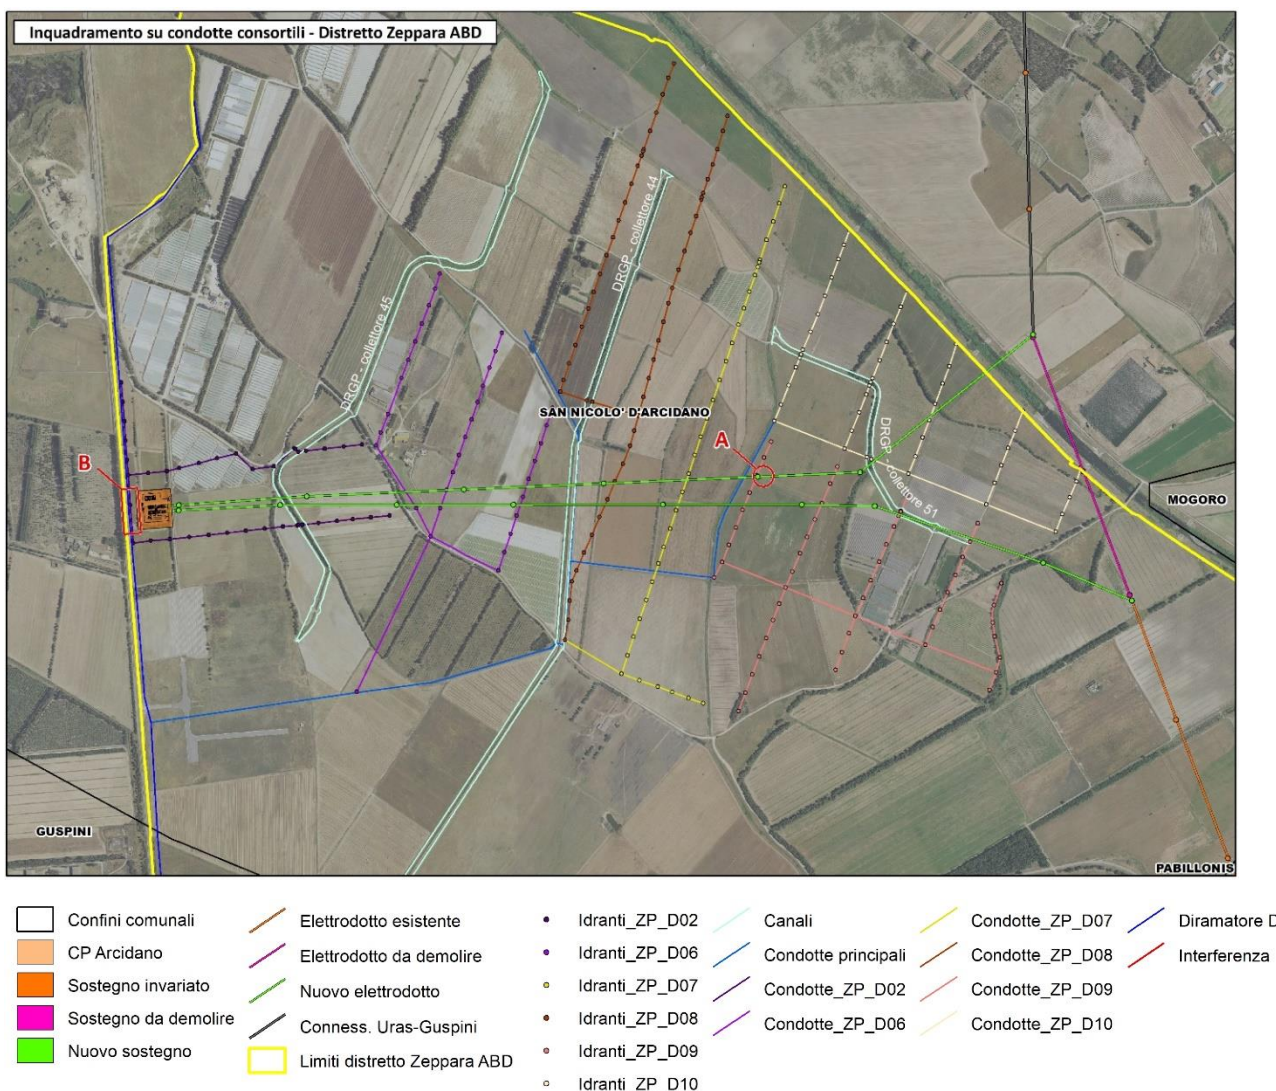 Inquadramento su condotte consortili - Distretto Zeppara ABD
DRGP - collettore 44
DRGP - collettore 45
SAN NICOLO' D'ARCIDANO
A
B
DRGP - collettore 51
MOGORO
GUSPINI
PABILLONIS
Confini comunali
CP Arcidano
Sostegno invariato
Sostegno da demolire
Nuovo sostegno
Elettrodotto esistente
Elettrodotto da demolire
Nuovo elettrodotto
Conness. Uras-Guspini
Limiti distretto Zeppara ABD
Idranti_ZP_D02
Idranti_ZP_D06
Idranti_ZP_D07
Idranti_ZP_D08
Idranti_ZP_D09
Idranti_ZP_D10
Canali
Condotte principali
Condotte_ZP_D02
Condotte_ZP_D06
Condotte_ZP_D07
Condotte_ZP_D08
Condotte_ZP_D09
Condotte_ZP_D10
Diramatore D
Interferenza